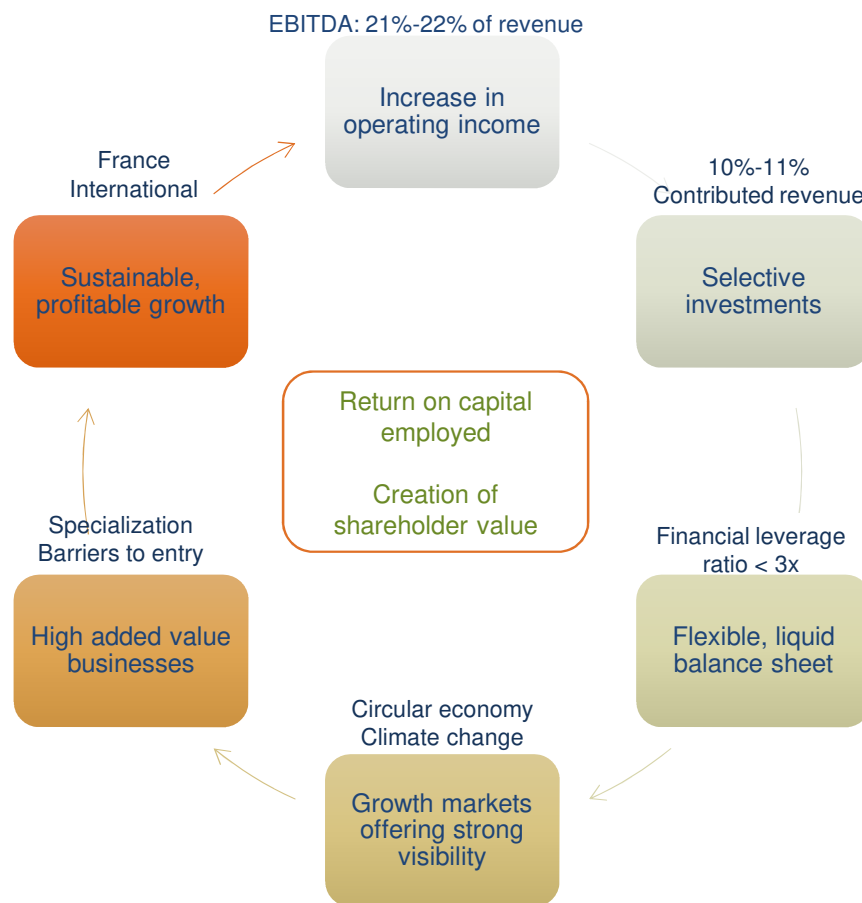 EBITDA: 21%-22% of revenue
Increase in
operating income
10%-11%
Contributed revenue
Selective
investments
Financial leverage
ratio < 3x
Flexible, liquid
balance sheet
Circular economy
Climate change
Growth markets
offering strong
visibility
Specialization
Barriers to entry
High added value
businesses
France
International
Sustainable,
profitable growth
Return on capital
employed
Creation of
shareholder value